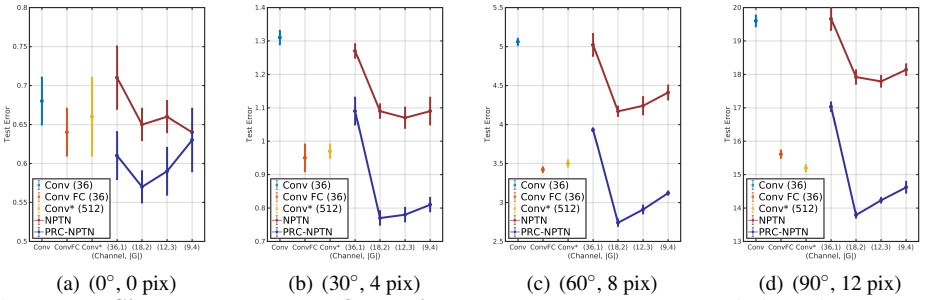 0.8
0.75
0.7
0.65
0.6
0.55
0.5
Test Error
Conv (36)
Conv FC (36)
Conv* (512)
NPTN
PRC-NPTN
Conv ConvFC Conv* (36,1) (18,2) (12,3) (9,4)
(Channel, |G|)
(a) (0°, 0 pix)
1.4
1.3
1.2
1.1
1
0.9
0.8
0.7
Test Error
Conv (36)
Conv FC (36)
Conv* (512)
NPTN
PRC-NPTN
Conv ConvFC Conv* (36,1) (18,2) (12,3) (9,4)
(Channel, |G|)
(b) (30°, 4 pix)
5.5
5
4.5
4
3.5
3
2.5
Test Error
Conv (36)
Conv FC (36)
Conv* (512)
NPTN
PRC-NPTN
Conv ConvFC Conv* (36,1) (18,2) (12,3) (9,4)
(Channel, |G|)
(c) (60°, 8 pix)
20
19
18
17
16
15
14
13
Test Error
Conv (36)
Conv FC (36)
Conv* (512)
NPTN
PRC-NPTN
Conv ConvFC Conv* (36,1) (18,2) (12,3) (9,4)
(Channel, |G|)
(d) (90°, 12 pix)